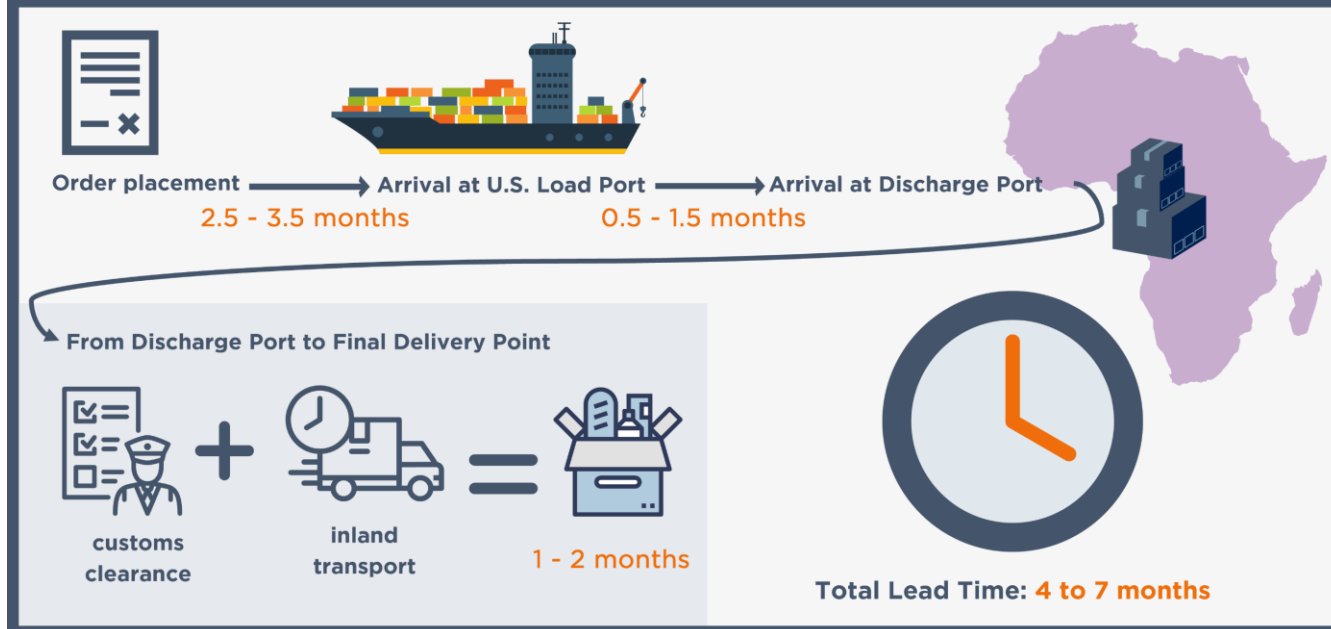 Order placement
Arrival at U.S. Load Port
Arrival at Discharge Port
2.5 - 3.5 months
0.5 - 1.5 months
From Discharge Port to Final Delivery Point
customs
clearance
inland
transport
1 - 2 months
Total Lead Time: 4 to 7 months